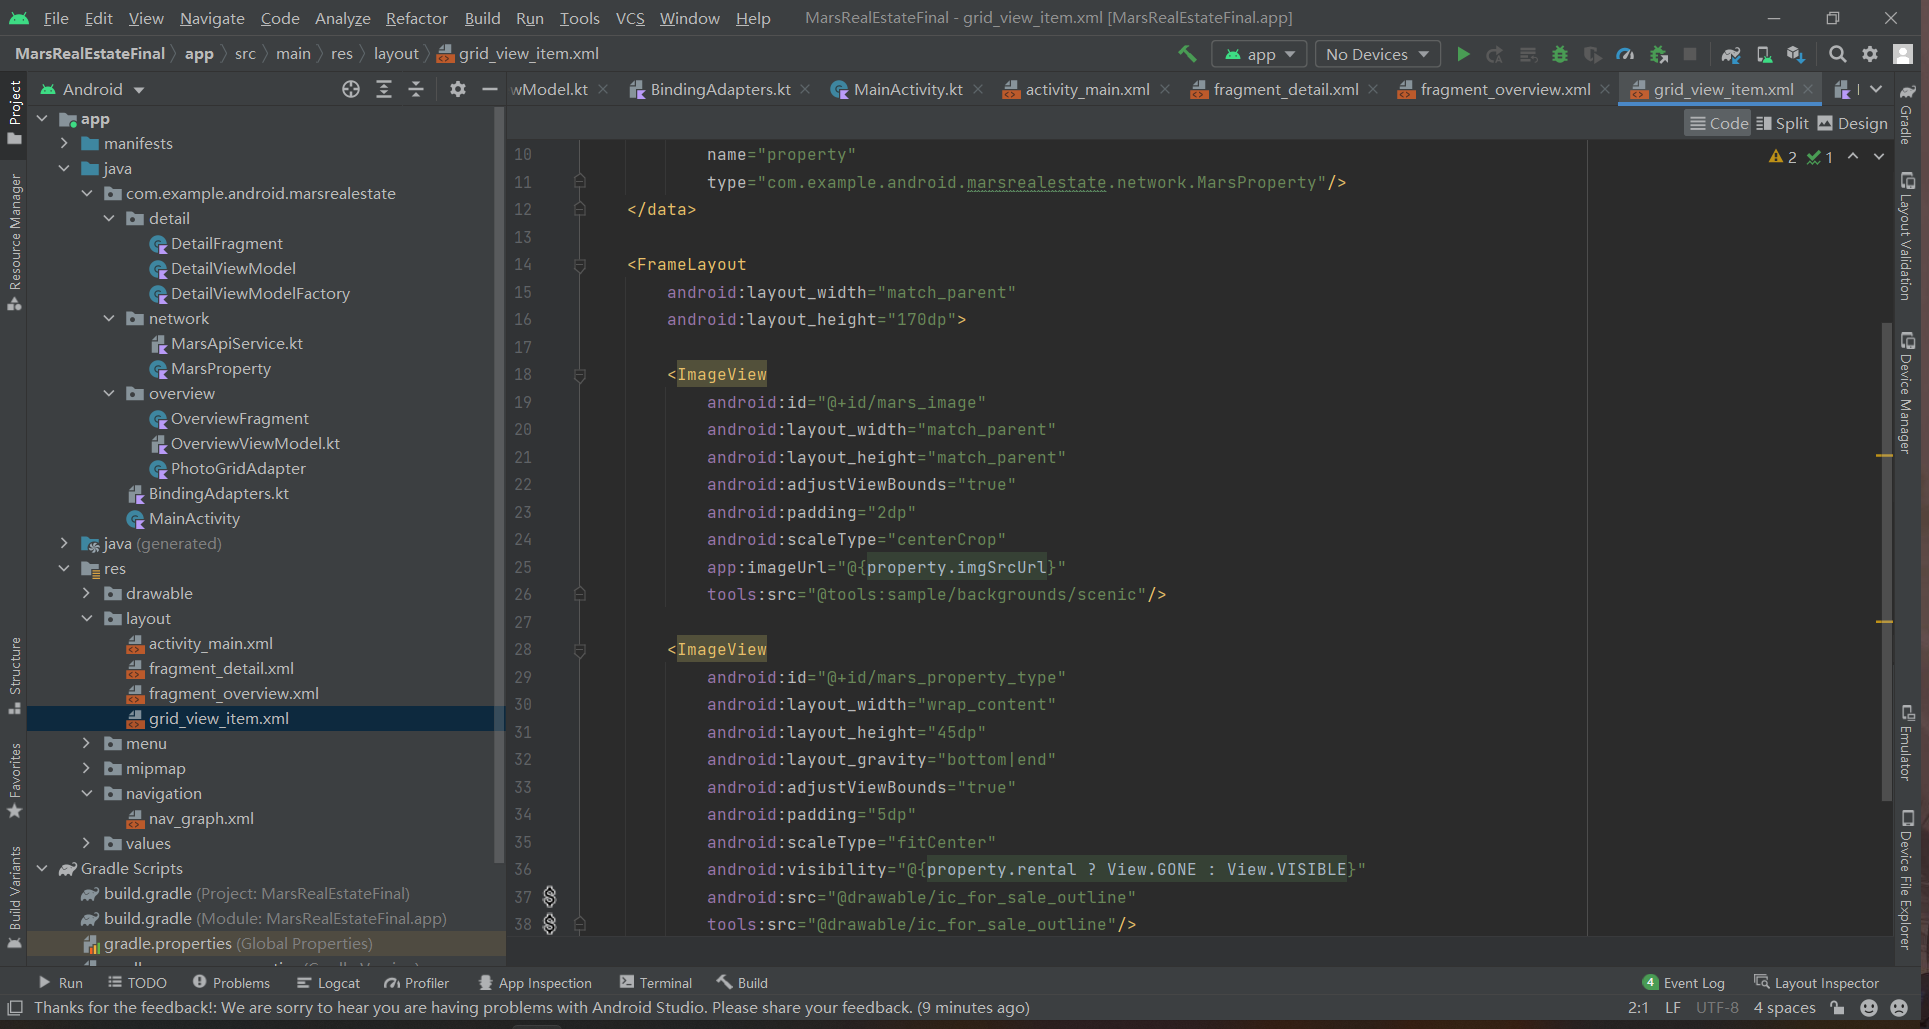 File Edit View Navigate Code Analyze Refactor Build Run Tools VCS Window Help MarsRealEstateFinal - grid_view_item.xml [MarsRealEstateFinal.app]
MarsRealEstateFinal app src main res layout grid_view_item.xml app No Devices
Android
wModel.kt BindingAdapters.kt MainActivity.kt activity_main.xml fragment_detail.xml fragment_overview.xml grid_view_item.xml
Code Split Design
2 1
Project
Resource Manager
Structure
Favorites
Build Variants
app
manifests
java
com.example.android.marsrealestate
detail
DetailFragment
DetailViewModel
DetailViewModelFactory
network
MarsApiService.kt
MarsProperty
overview
OverviewFragment
OverviewViewModel.kt
PhotoGridAdapter
BindingAdapters.kt
MainActivity
java (generated)
res
drawable
layout
activity_main.xml
fragment_detail.xml
fragment_overview.xml
grid_view_item.xml
menu
mipmap
navigation
nav_graph.xml
values
Gradle Scripts
build.gradle (Project: MarsRealEstateFinal)
build.gradle (Module: MarsRealEstateFinal.app)
gradle.properties (Global Properties)
10 name="property"
11 type="com.example.android.marsrealestate.network.MarsProperty"/>
12 </data>
13
14 <FrameLayout
15 android:layout_width="match_parent"
16 android:layout_height="170dp">
17
18 <ImageView
19 android:id="@+id/mars_image"
20 android:layout_width="match_parent"
21 android:layout_height="match_parent"
22 android:adjustViewBounds="true"
23 android:padding="2dp"
24 android:scaleType="centerCrop"
25 app:imageUrl="@{property.imgSrcUrl}"
26 tools:src="@tools:sample/backgrounds/scenic"/>
27
28 <ImageView
29 android:id="@+id/mars_property_type"
30 android:layout_width="wrap_content"
31 android:layout_height="45dp"
32 android:layout_gravity="bottom|end"
33 android:adjustViewBounds="true"
34 android:padding="5dp"
35 android:scaleType="fitCenter"
36 android:visibility="@{property.rental ? View.GONE : View.VISIBLE}"
37 android:src="@drawable/ic_for_sale_outline"
38 tools:src="@drawable/ic_for_sale_outline"/>
Gradle
Layout Validation
Device Manager
Emulator
Device File Explorer
Run TODO Problems Logcat Profiler App Inspection Terminal Build 4 Event Log Layout Inspector
Thanks for the feedback!: We are sorry to hear you are having problems with Android Studio. Please share your feedback. (9 minutes ago) 2:1 LF UTF-8 4 spaces